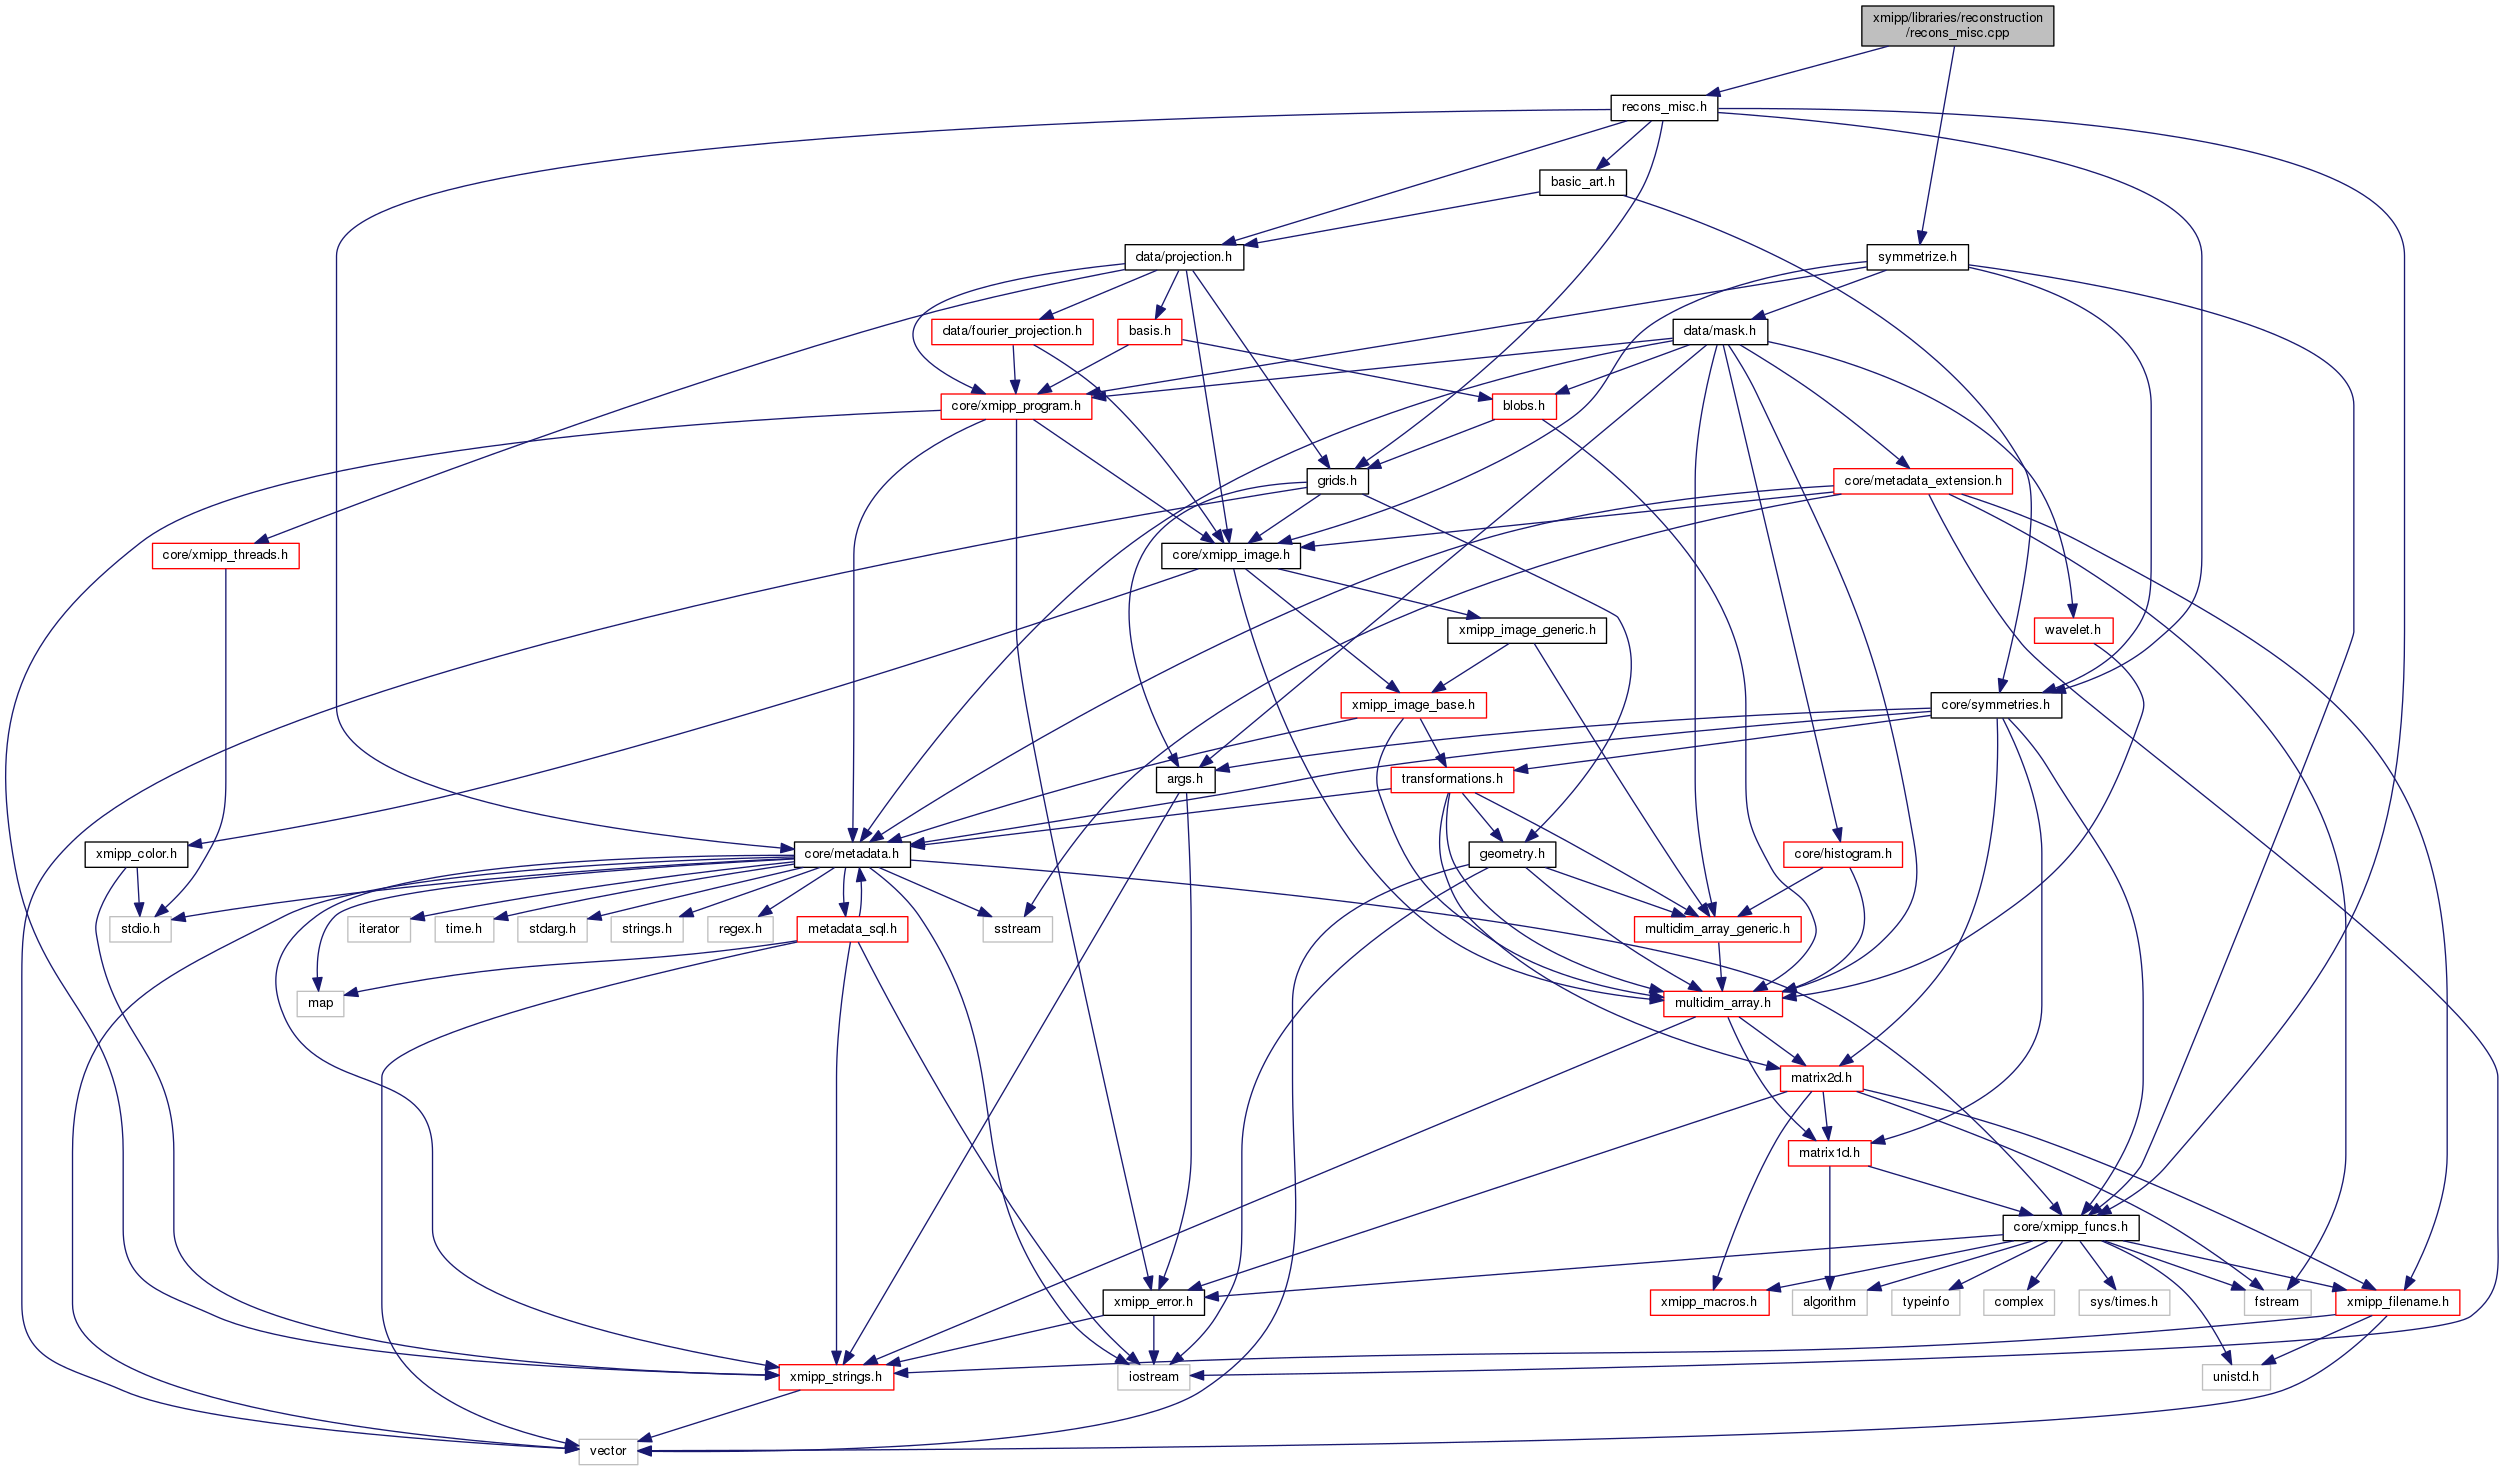 xmipp/libraries/reconstruction
/recons_misc.cpp
recons_misc.h
basic_art.h
data/projection.h
symmetrize.h
data/fourier_projection.h
basis.h
data/mask.h
core/xmipp_program.h
blobs.h
grids.h
core/metadata_extension.h
core/xmipp_threads.h
core/xmipp_image.h
xmipp_image_generic.h
wavelet.h
xmipp_image_base.h
core/symmetries.h
args.h
transformations.h
xmipp_color.h
core/metadata.h
geometry.h
core/histogram.h
stdio.h
iterator
time.h
stdarg.h
strings.h
regex.h
metadata_sql.h
sstream
multidim_array_generic.h
map
multidim_array.h
matrix2d.h
matrix1d.h
core/xmipp_funcs.h
xmipp_error.h
xmipp_macros.h
algorithm
typeinfo
complex
sys/times.h
fstream
xmipp_filename.h
xmipp_strings.h
iostream
unistd.h
vector